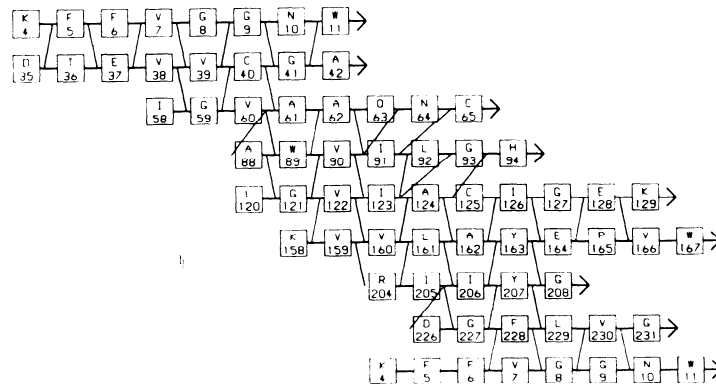 K F F V G G N W
4 5 6 7 8 9 10 11
T E V V C G A
35 36 37 38 39 40 41 42
I G V A A Q N C
58 59 60 61 62 63 64 65
A W V I L G H
88 89 90 91 92 93 94
G V I A C I G E K
120 121 122 123 124 125 126 127 128 129
K V V L A Y E P V W
158 159 160 161 162 163 164 165 166 167
R I I Y G
204 205 206 207 208
D G F L V G
226 227 228 229 230 231
K F F V G G N W
4 5 6 7 8 9 10 11